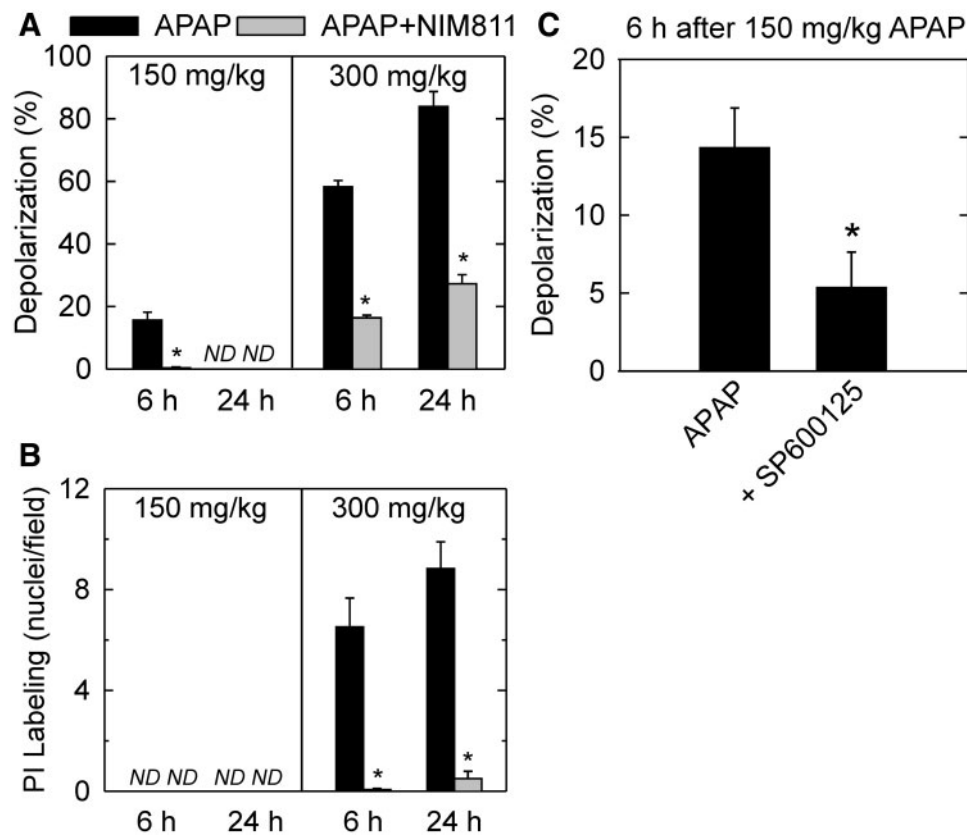 A
APAP APAP+NIM811
150 mg/kg 300 mg/kg
Depolarization (%)
100
80
60
40
20
0
* ND ND * *
6 h 24 h 6 h 24 h
B
150 mg/kg 300 mg/kg
PI Labeling (nuclei/field)
12
8
4
0
ND ND ND ND * *
6 h 24 h 6 h 24 h
C
6 h after 150 mg/kg APAP
Depolarization (%)
20
15
10
5
0
*
APAP
+ SP600125